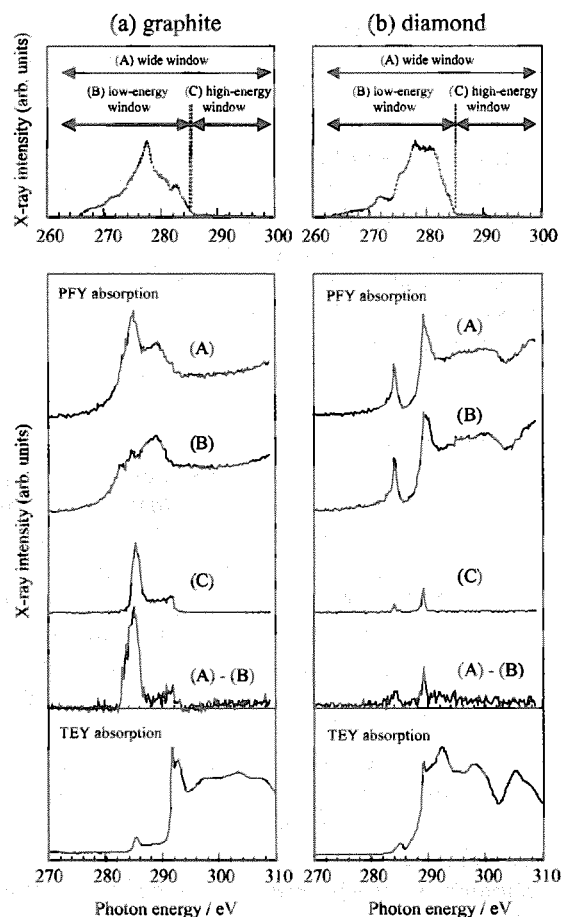 (a) graphite
(b) diamond
X-ray intensity (arb. units)
(A) wide window
(B) low-energy window
(C) high-energy window
260 270 280 290 300
(A) wide window
(B) low-energy window
(C) high-energy window
260 270 280 290 300
X-ray intensity (arb. units)
PFY absorption
(A)
(B)
(C)
(A) - (B)
TEY absorption
270 280 290 300 310
Photon energy / eV
PFY absorption
(A)
(B)
(C)
(A) - (B)
TEY absorption
270 280 290 300 310
Photon energy / eV